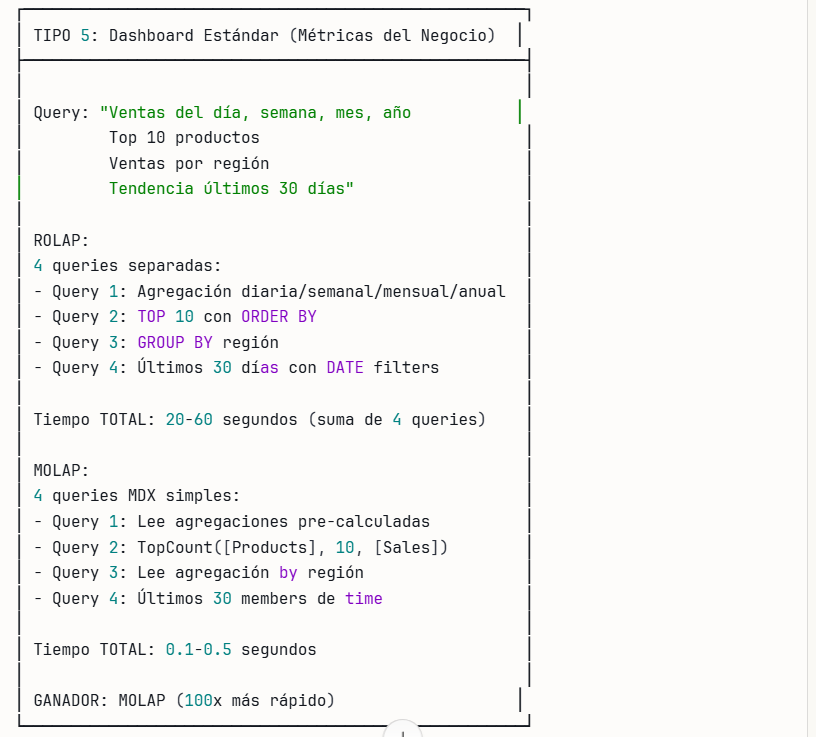 TIPO 5: Dashboard Estándar (Métricas del Negocio)
Query: "Ventas del día, semana, mes, año
Top 10 productos
Ventas por región
Tendencia últimos 30 días"
ROLAP:
4 queries separadas:
- Query 1: Agregación diaria/semanal/mensual/anual
- Query 2: TOP 10 con ORDER BY
- Query 3: GROUP BY región
- Query 4: Últimos 30 días con DATE filters
Tiempo TOTAL: 20-60 segundos (suma de 4 queries)
MOLAP:
4 queries MDX simples:
- Query 1: Lee agregaciones pre-calculadas
- Query 2: TopCount([Products], 10, [Sales])
- Query 3: Lee agregación by región
- Query 4: Últimos 30 members de time
Tiempo TOTAL: 0.1-0.5 segundos
GANADOR: MOLAP (100x más rápido)